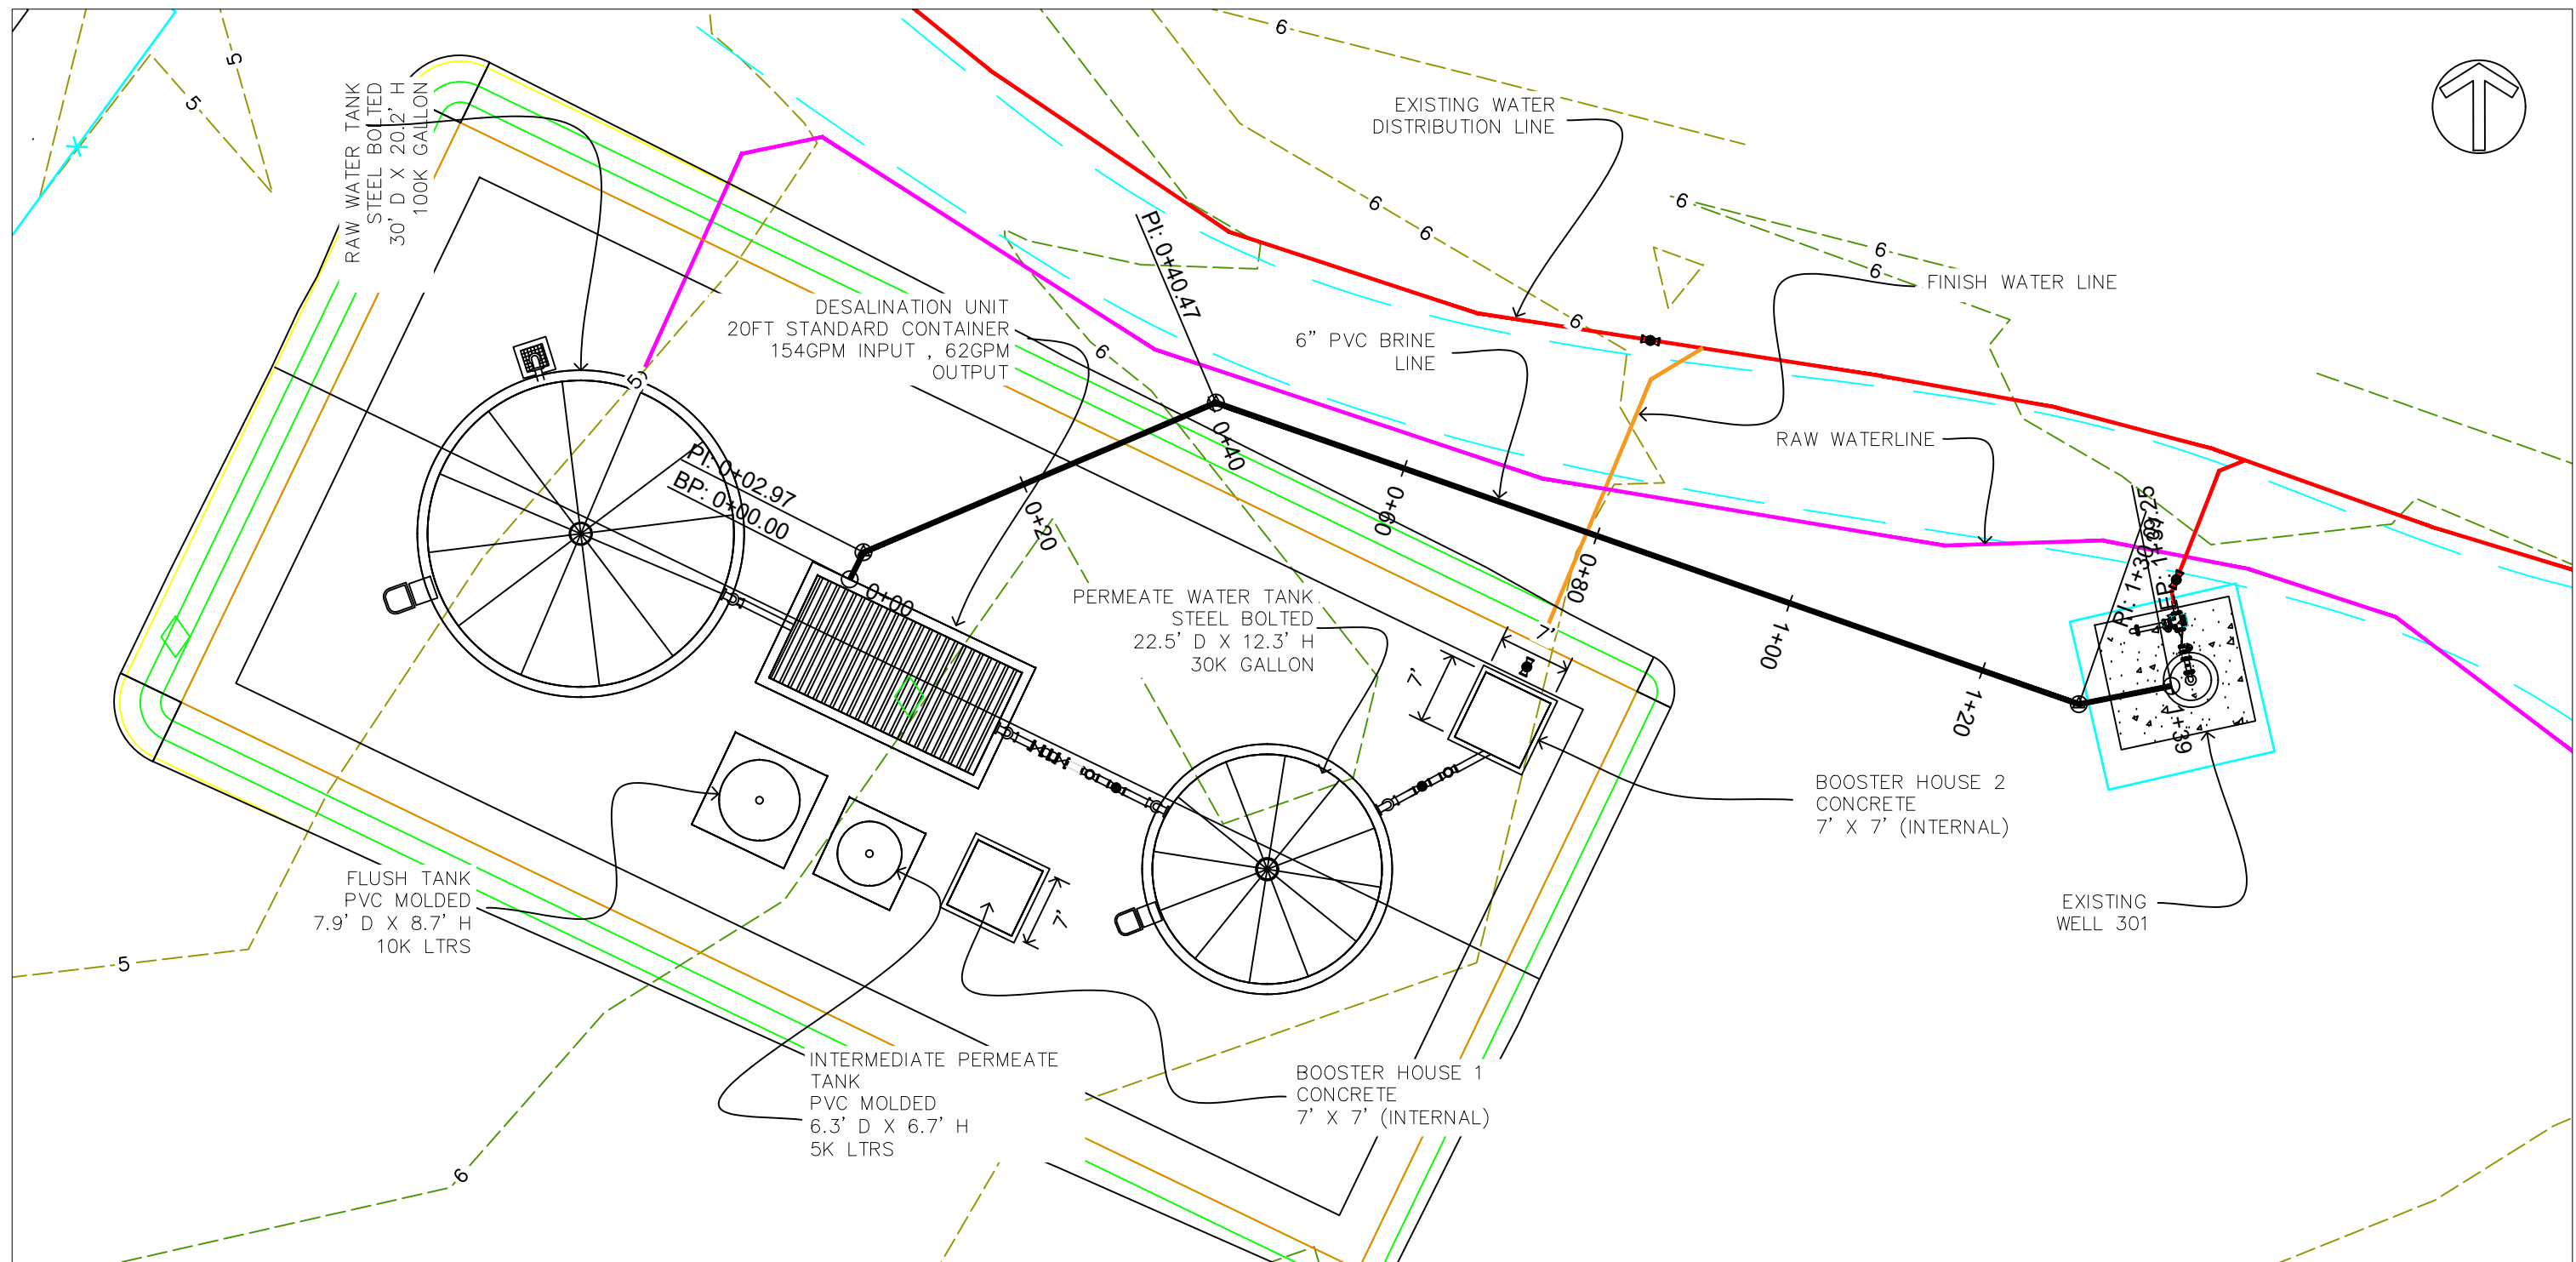 RAW WATER TANK
STEEL BOLTED
30' D X 20.2' H
100K GALLON
EXISTING WATER
DISTRIBUTION LINE
FINISH WATER LINE
DESALINATION UNIT
20FT STANDARD CONTAINER
154GPM INPUT , 62GPM
OUTPUT
6" PVC BRINE
LINE
RAW WATERLINE
PI: 0+40.47
PI: 0+02.97
BP: 0+00.00
0+00
0+20
0+40
0+60
0+80
1+00
1+20
1+39
PERMEATE WATER TANK
STEEL BOLTED
22.5' D X 12.3' H
30K GALLON
7'
7'
BOOSTER HOUSE 2
CONCRETE
7' X 7' (INTERNAL)
EXISTING
WELL 301
FLUSH TANK
PVC MOLDED
7.9' D X 8.7' H
10K LTRS
7'
INTERMEDIATE PERMEATE
TANK
PVC MOLDED
6.3' D X 6.7' H
5K LTRS
BOOSTER HOUSE 1
CONCRETE
7' X 7' (INTERNAL)
5
5
5
5
6
6
6
6
6
6
6
6
6
6